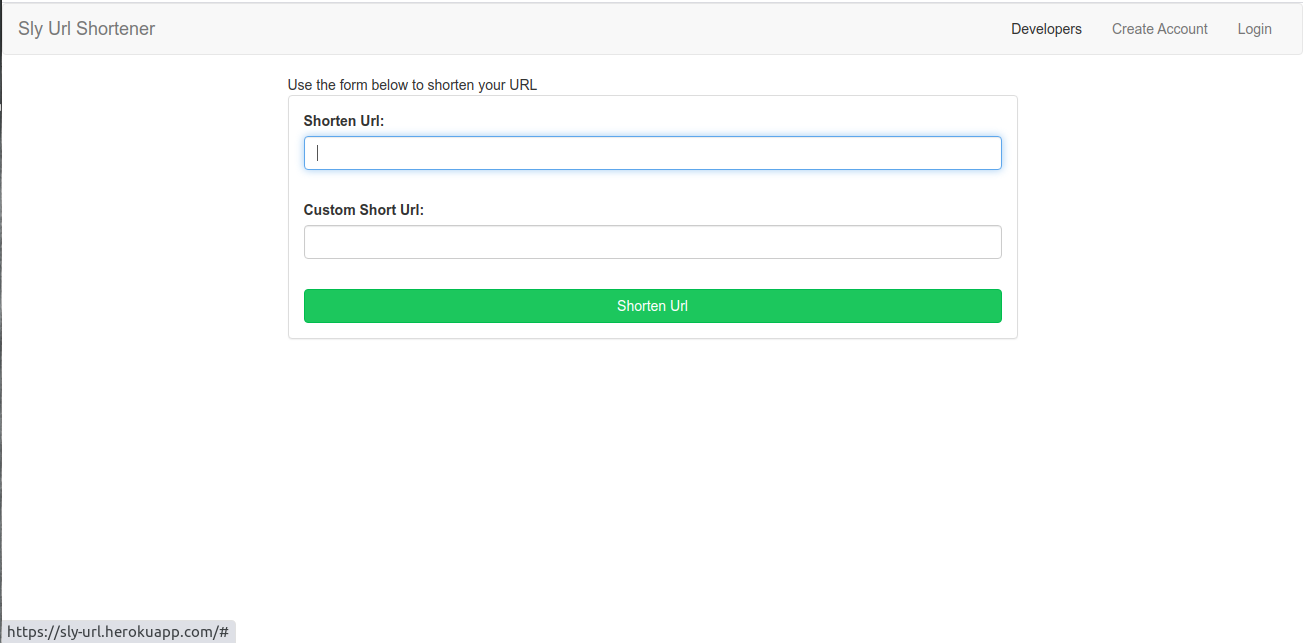 Sly Url Shortener Developers Create Account Login
Use the form below to shorten your URL
Shorten Url:
Custom Short Url:
Shorten Url
https://sly-url.herokuapp.com/#